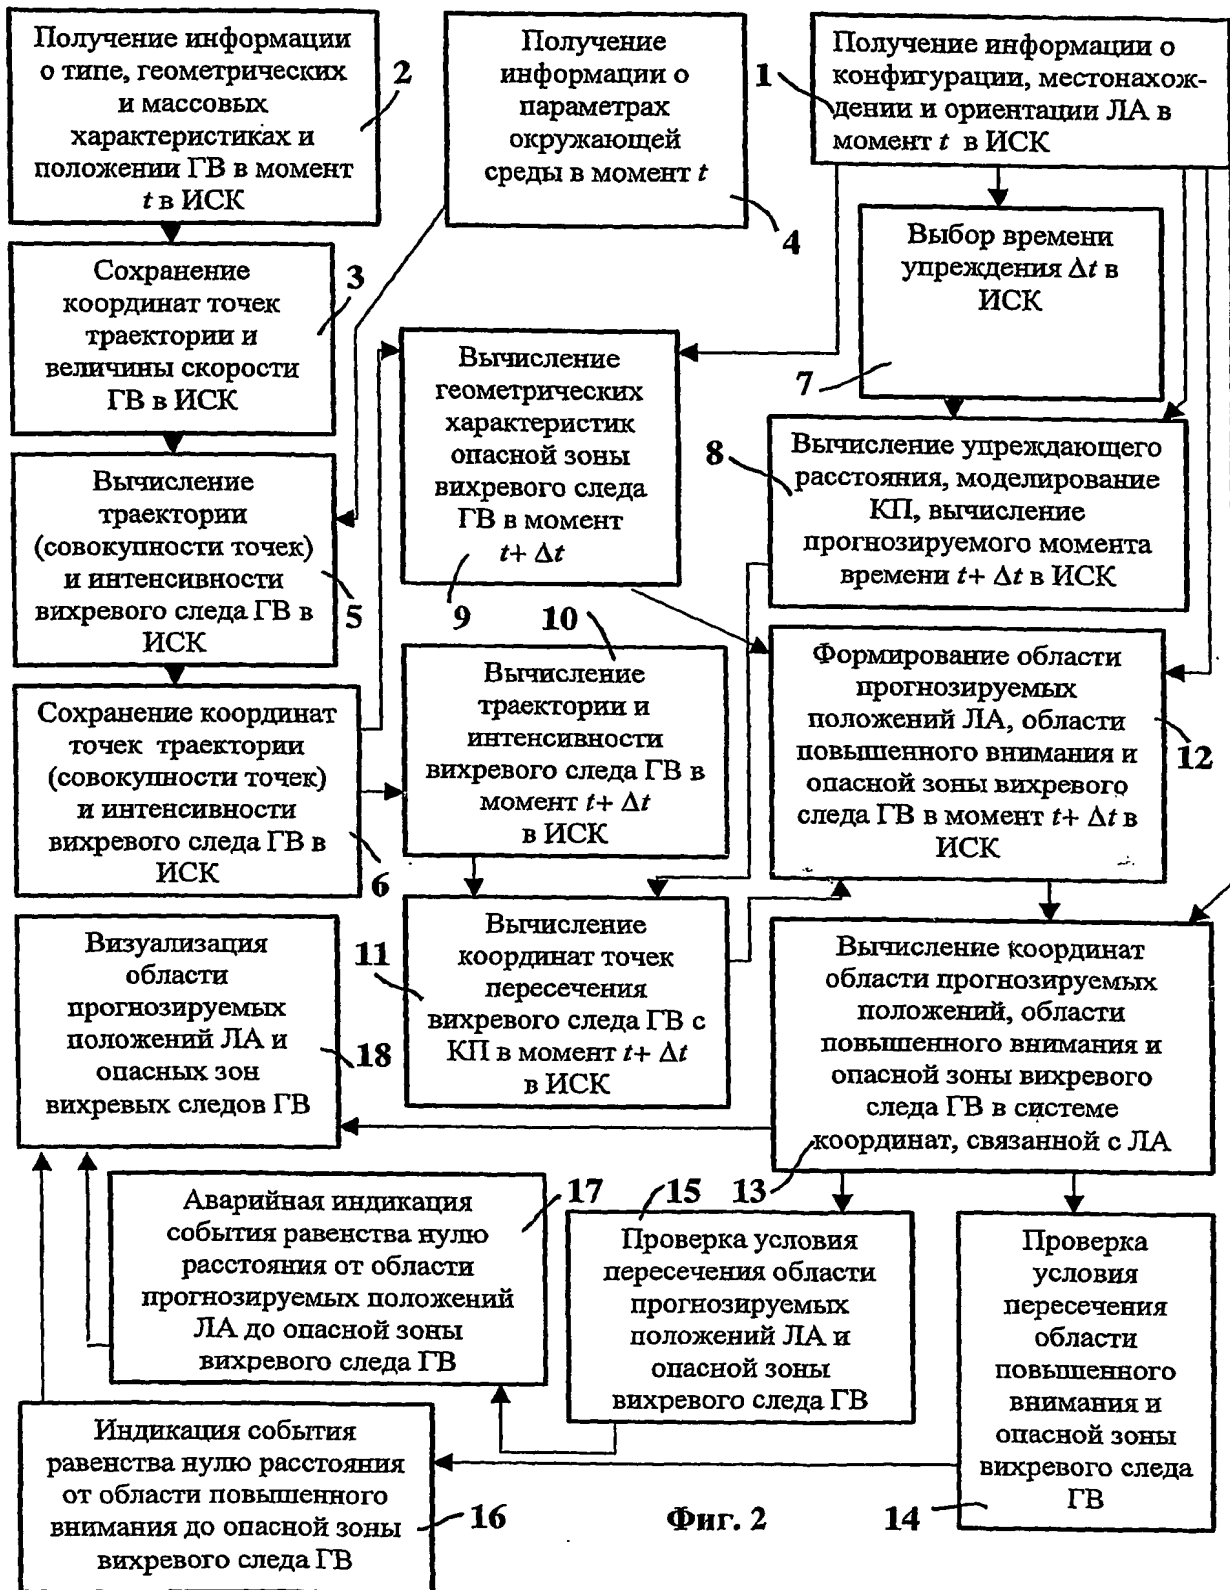 Получение информации
о типе, геометрических
и массовых
характеристиках и
положении ГВ в момент
t в ИСК
2
Получение
информации о
параметрах
окружающей
среды в момент t
4
1
Получение информации о
конфигурации, местонахож-
дении и ориентации ЛА в
момент t в ИСК
Сохранение
координат точек
траектории и
величины скорости
ГВ в ИСК
3
Выбор времени
упреждения Δt в
ИСК
7
Вычисление
геометрических
характеристик
опасной зоны
вихревого следа
ГВ в момент
t+ Δt
9
8
Вычисление упреждающего
расстояния, моделирование
КП, вычисление
прогнозируемого момента
времени t+ Δt в ИСК
Вычисление
траектории
(совокупности точек)
и интенсивности
вихревого следа ГВ в
ИСК
5
10
Вычисление
траектории и
интенсивности
вихревого следа ГВ в
момент t+ Δt
в ИСК
Формирование области
прогнозируемых
положений ЛА, области
повышенного внимания и
опасной зоны вихревого
следа ГВ в момент t+ Δt в
ИСК
12
Сохранение координат
точек траектории
(совокупности точек)
и интенсивности
вихревого следа ГВ в
ИСК
6
Визуализация
области
прогнозируемых
положений ЛА и
опасных зон
вихревых следов ГВ
18
11
Вычисление
координат точек
пересечения
вихревого следа ГВ с
КП в момент t+ Δt
в ИСК
Вычисление координат
области прогнозируемых
положений, области
повышенного внимания и
опасной зоны вихревого
следа ГВ в системе
координат, связанной с ЛА
13
Аварийная индикация
события равенства нулю
расстояния от области
прогнозируемых положений
ЛА до опасной зоны
вихревого следа ГВ
17
15
Проверка условия
пересечения области
прогнозируемых
положений ЛА и
опасной зоны
вихревого следа ГВ
Проверка
условия
пересечения
области
повышенного
внимания и
опасной зоны
вихревого следа
ГВ
14
Индикация события
равенства нулю расстояния
от области повышенного
внимания до опасной зоны
вихревого следа ГВ
16
Фиг. 2